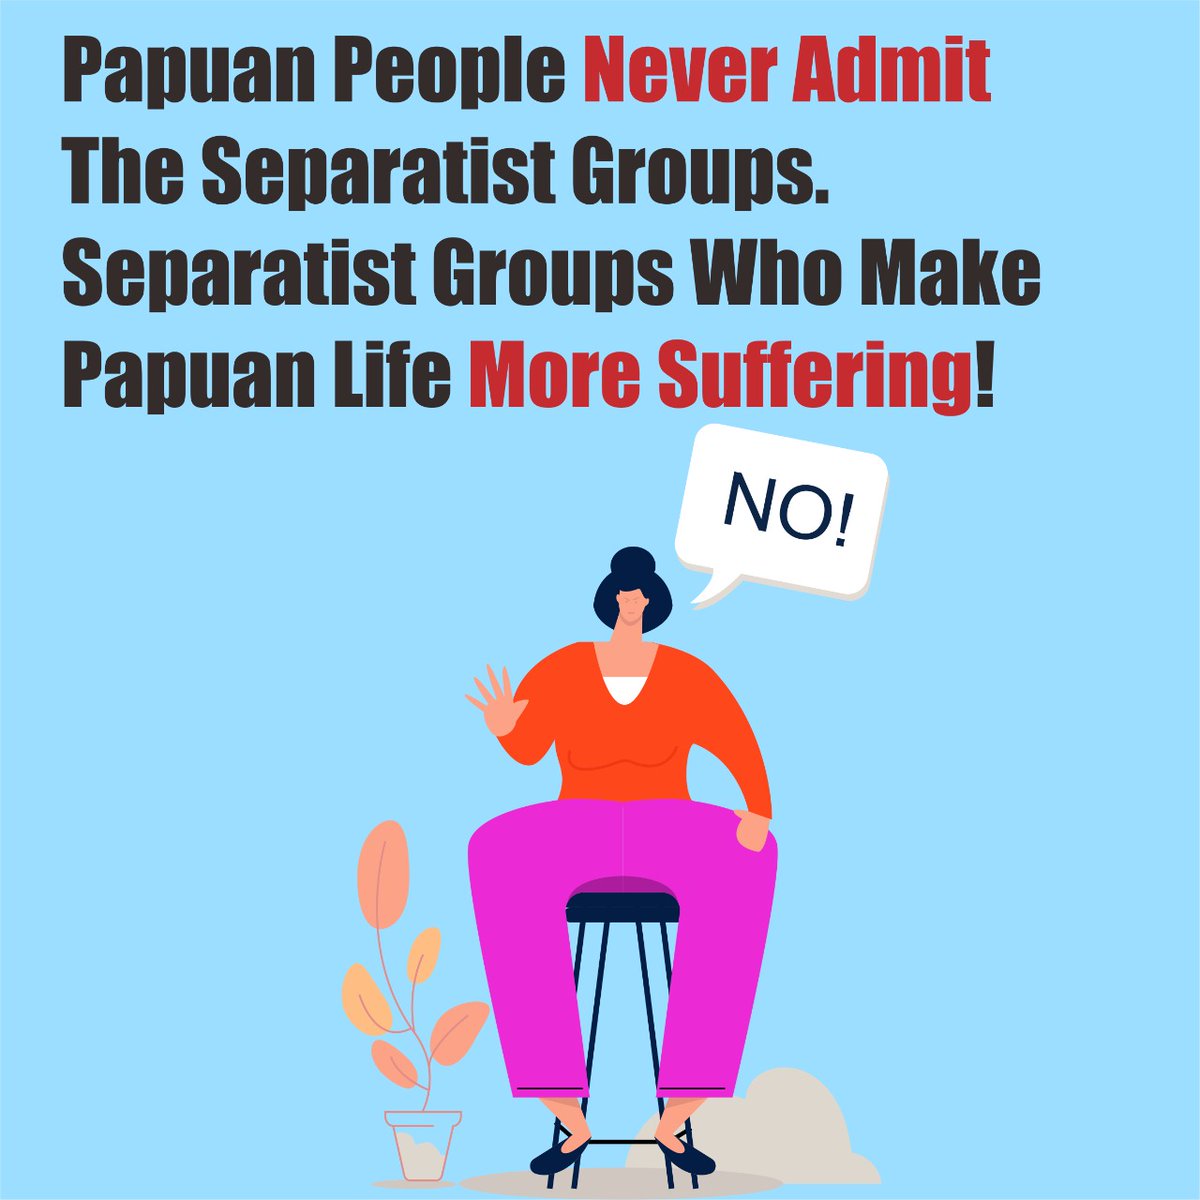 Papuan People Never Admit
The Separatist Groups.
Separatist Groups Who Make
Papuan Life More Suffering!
NO!